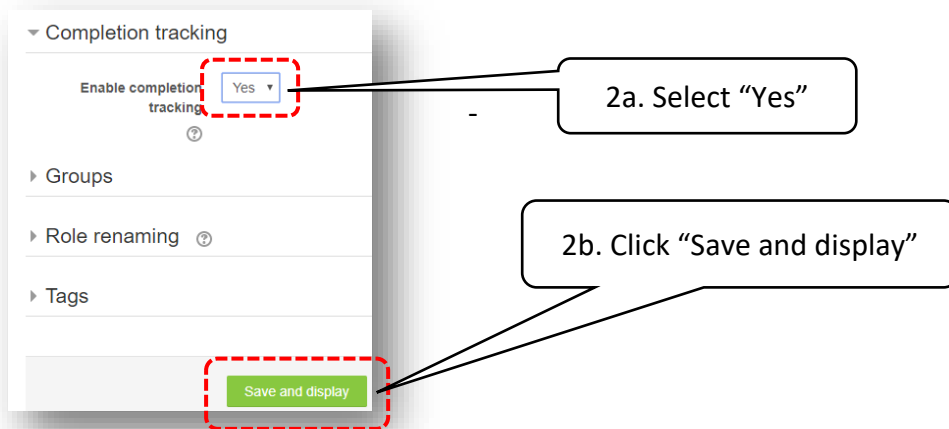 Completion tracking
Enable completion
tracking
Yes
2a. Select “Yes”
-
Groups
Role renaming
2b. Click “Save and display”
Tags
Save and display